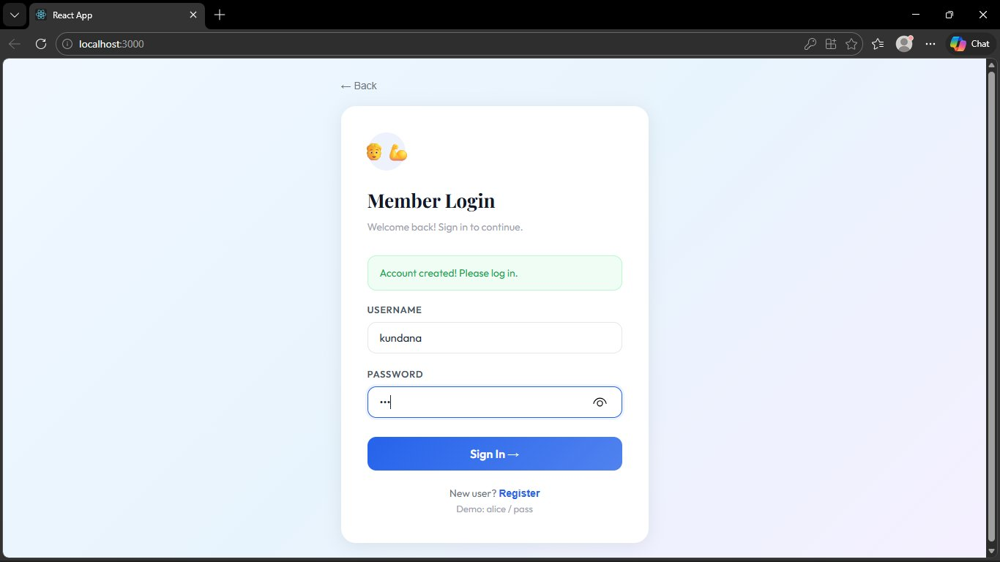 React App
localhost:3000
Chat
← Back
Member Login
Welcome back! Sign in to continue.
Account created! Please log in.
USERNAME
kundana
PASSWORD
•••
Sign In →
New user? Register
Demo: alice / pass